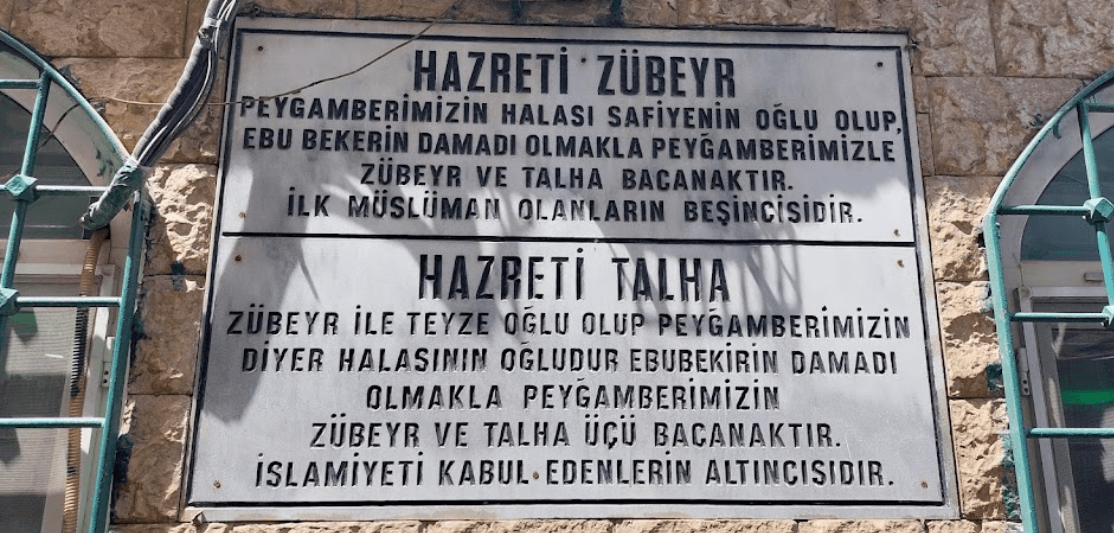 HAZRETİ ZÜBEYR
PEYGAMBERİMİZİN HALASI SAFİYENİN OĞLU OLUP,
EBU BEKERİN DAMADI OLMAKLA PEYĞAMBERİMİZLE
ZÜBEYR VE TALHA BACANAKTIR.
İLK MÜSLÜMAN OLANLARIN BEŞİNCİSİDİR.
HAZRETİ TALHA
ZÜBEYR İLE TEYZE OĞLU OLUP PEYĞAMBERİMİZİN
DİYER HALASININ OĞLUDUR EBUBEKİRİN DAMADI
OLMAKLA PEYĞAMBERİMİZİN
ZÜBEYR VE TALHA ÜÇÜ BACANAKTIR.
İSLAMİYETİ KABUL EDENLERİN ALTINCISIDIR.